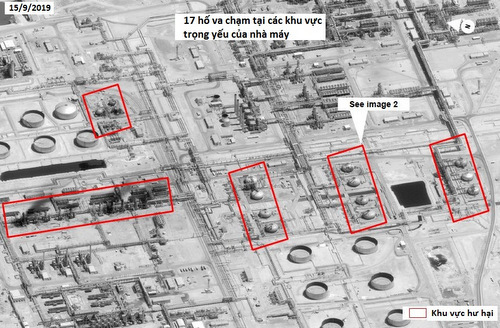 15/9/2019
17 hố va chạm tại các khu vực
trọng yếu của nhà máy
See image 2
Khu vực hư hại